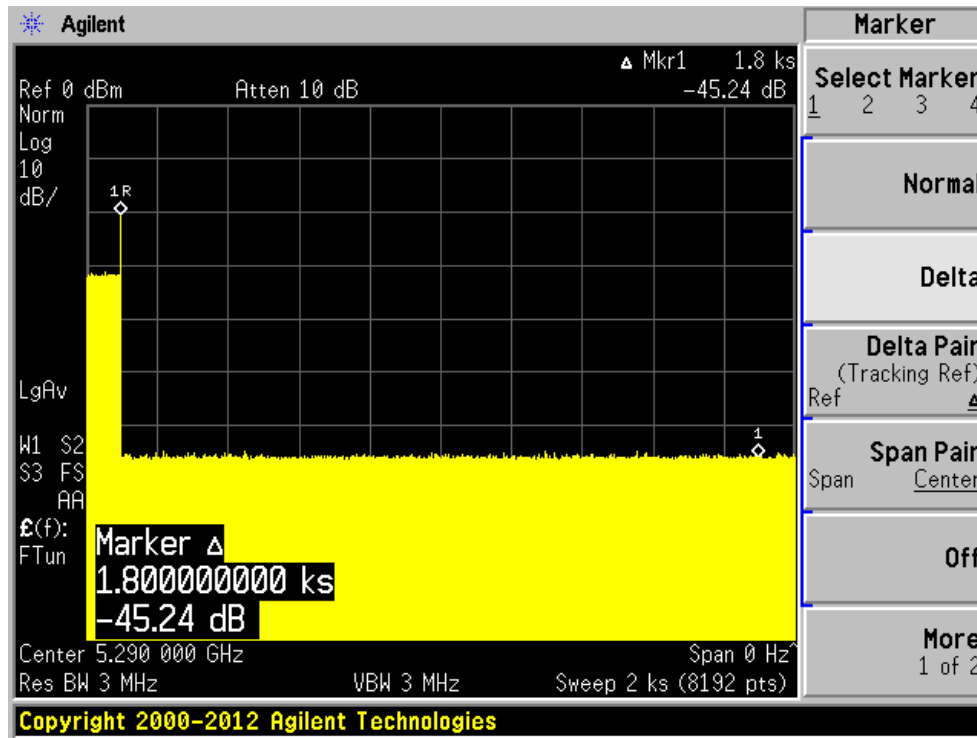 Agilent
Marker
Δ Mkr1 1.8 ks
Ref 0 dBm Atten 10 dB -45.24 dB
Norm
Log
10
dB/
1R
LgAv
1
W1 S2
S3 FS
AA
£(f):
FTun
Marker Δ
1.800000000 ks
-45.24 dB
Center 5.290 000 GHz Span 0 Hz^
Res BW 3 MHz VBW 3 MHz Sweep 2 ks (8192 pts)
Copyright 2000-2012 Agilent Technologies
Select Marker
1 2 3 4
Normal
Delta
Delta Pair
(Tracking Ref)
Ref Δ
Span Pair
Span Center
Off
More
1 of 2